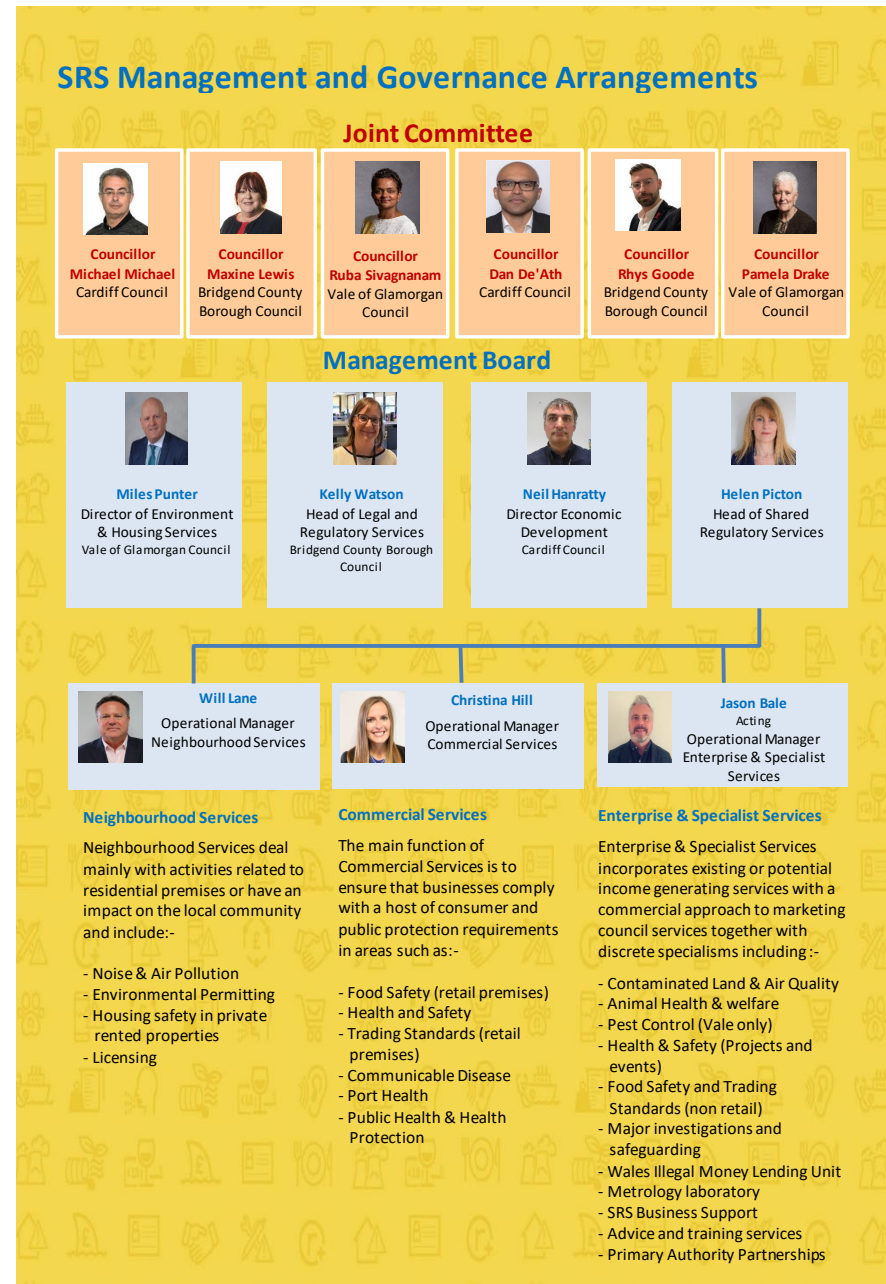 SRS Management and Governance Arrangements
Joint Committee
Councillor
Michael Michael
Cardiff Council
Councillor
Maxine Lewis
Bridgend County
Borough Council
Councillor
Ruba Sivagnanam
Vale of Glamorgan
Council
Councillor
Dan De'Ath
Cardiff Council
Councillor
Rhys Goode
Bridgend County
Borough Council
Councillor
Pamela Drake
Vale of Glamorgan
Council
Management Board
Miles Punter
Director of Environment
& Housing Services
Vale of Glamorgan Council
Kelly Watson
Head of Legal and
Regulatory Services
Bridgend County Borough
Council
Neil Hanratty
Director Economic
Development
Cardiff Council
Helen Picton
Head of Shared
Regulatory Services
Will Lane
Operational Manager
Neighbourhood Services
Christina Hill
Operational Manager
Commercial Services
Jason Bale
Acting
Operational Manager
Enterprise & Specialist
Services
Neighbourhood Services
Neighbourhood Services deal
mainly with activities related to
residential premises or have an
impact on the local community
and include:-
- Noise & Air Pollution
- Environmental Permitting
- Housing safety in private
rented properties
- Licensing
Commercial Services
The main function of
Commercial Services is to
ensure that businesses comply
with a host of consumer and
public protection requirements
in areas such as:-
- Food Safety (retail premises)
- Health and Safety
- Trading Standards (retail
premises)
- Communicable Disease
- Port Health
- Public Health & Health
Protection
Enterprise & Specialist Services
Enterprise & Specialist Services
incorporates existing or potential
income generating services with a
commercial approach to marketing
council services together with
discrete specialisms including :-
- Contaminated Land & Air Quality
- Animal Health & welfare
- Pest Control (Vale only)
- Health & Safety (Projects and
events)
- Food Safety and Trading
Standards (non retail)
- Major investigations and
safeguarding
- Wales Illegal Money Lending Unit
- Metrology laboratory
- SRS Business Support
- Advice and training services
- Primary Authority Partnerships